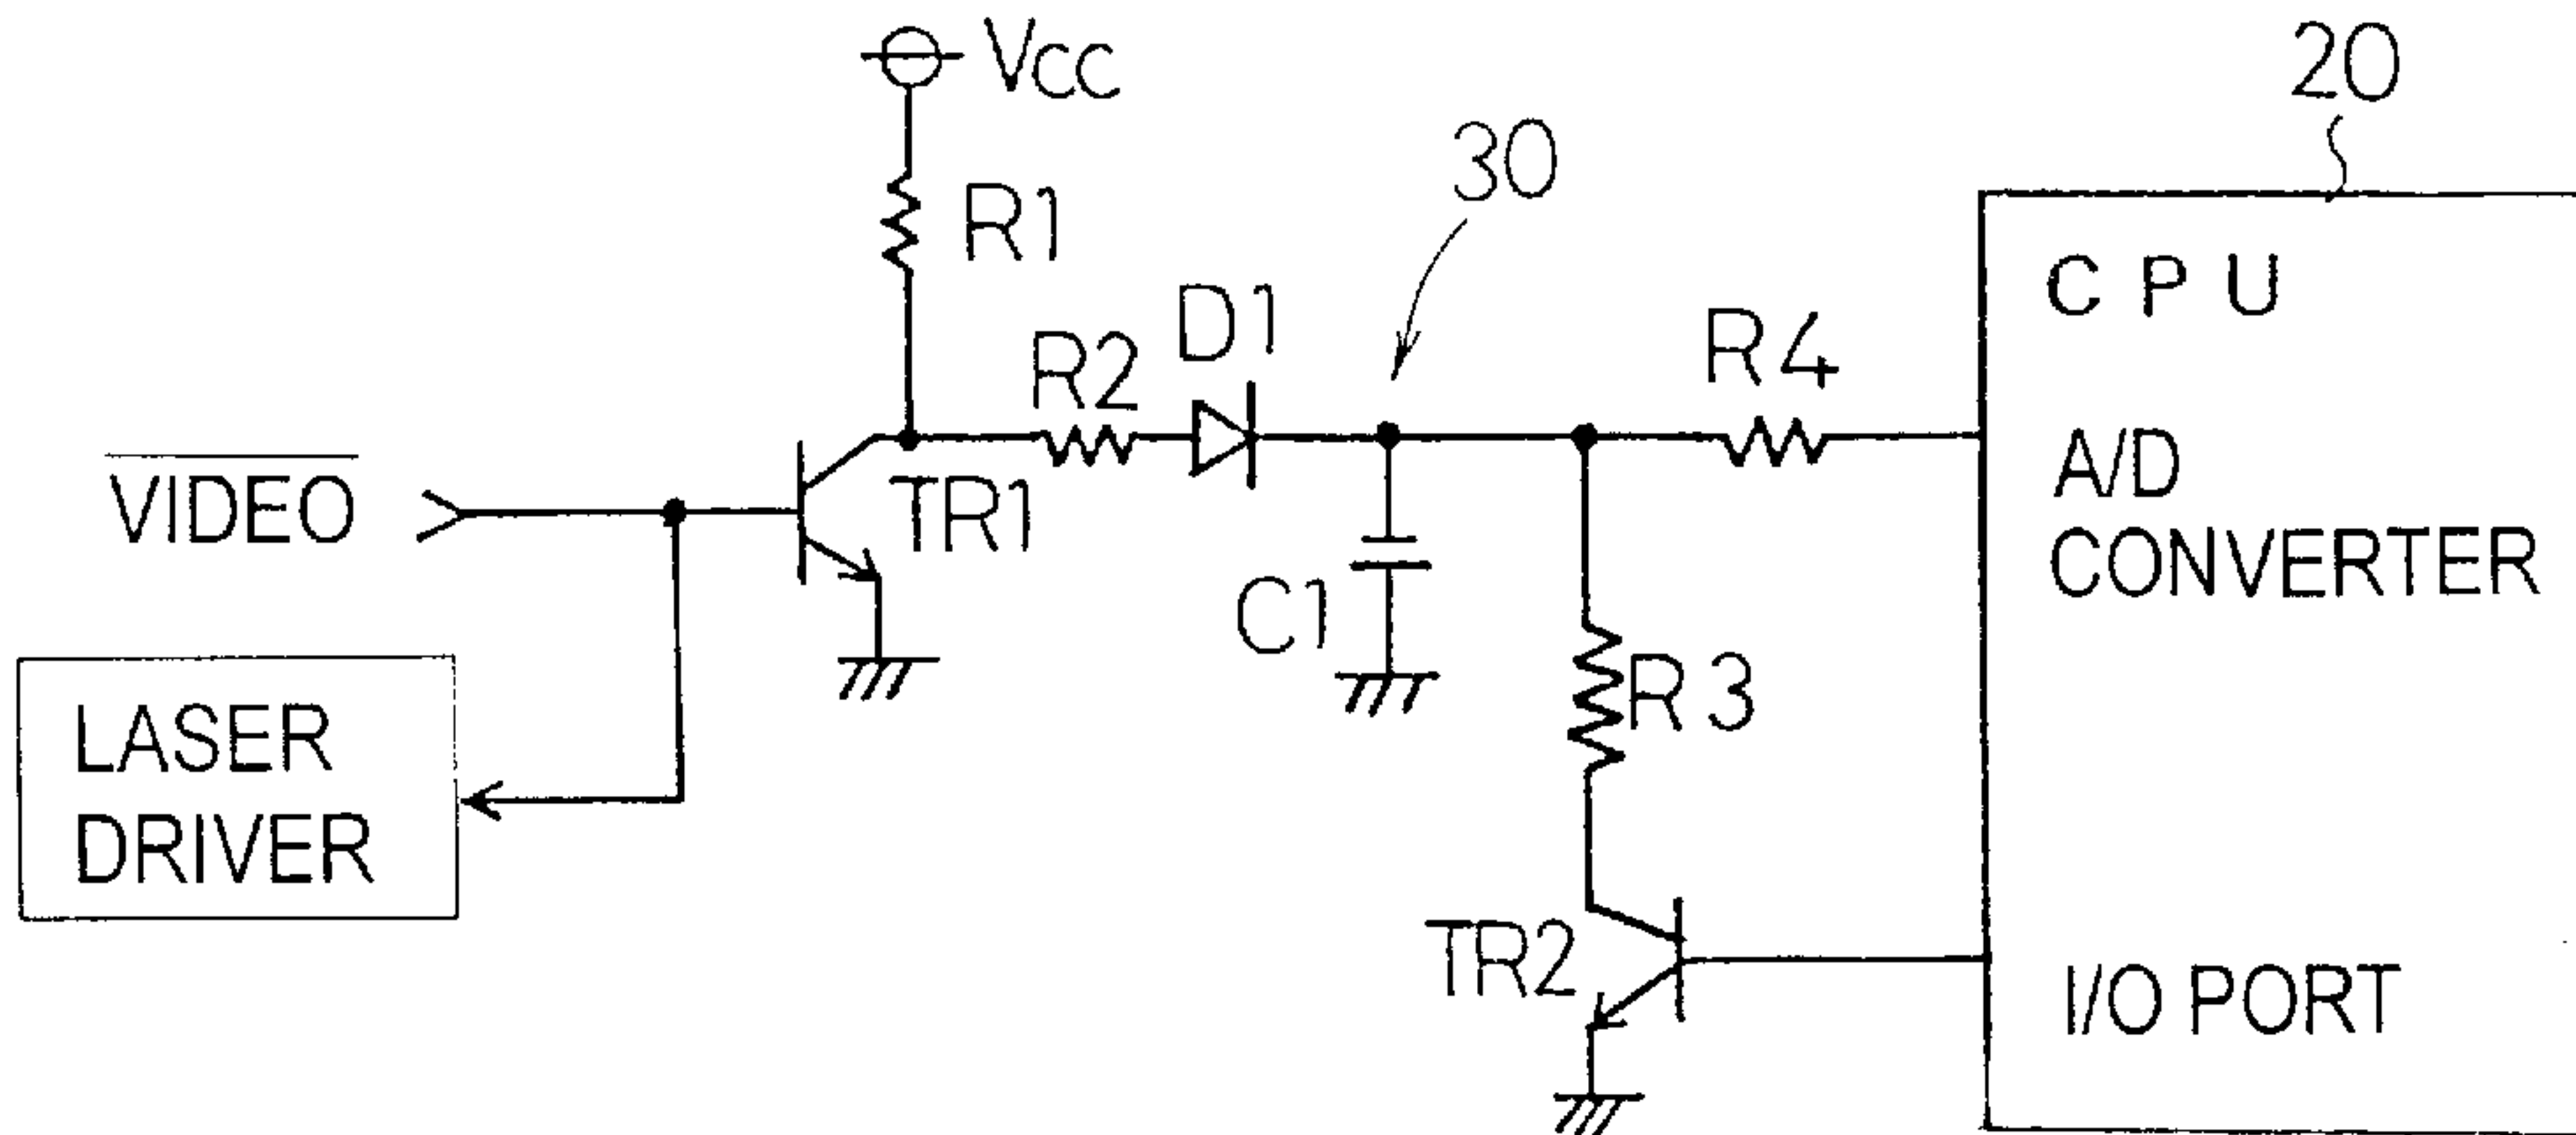 Vcc
20
30
R1
CPU
D1
R2
R4
A/D
CONVERTER
VIDEO
TR1
C1
R3
LASER
DRIVER
TR2
I/O PORT